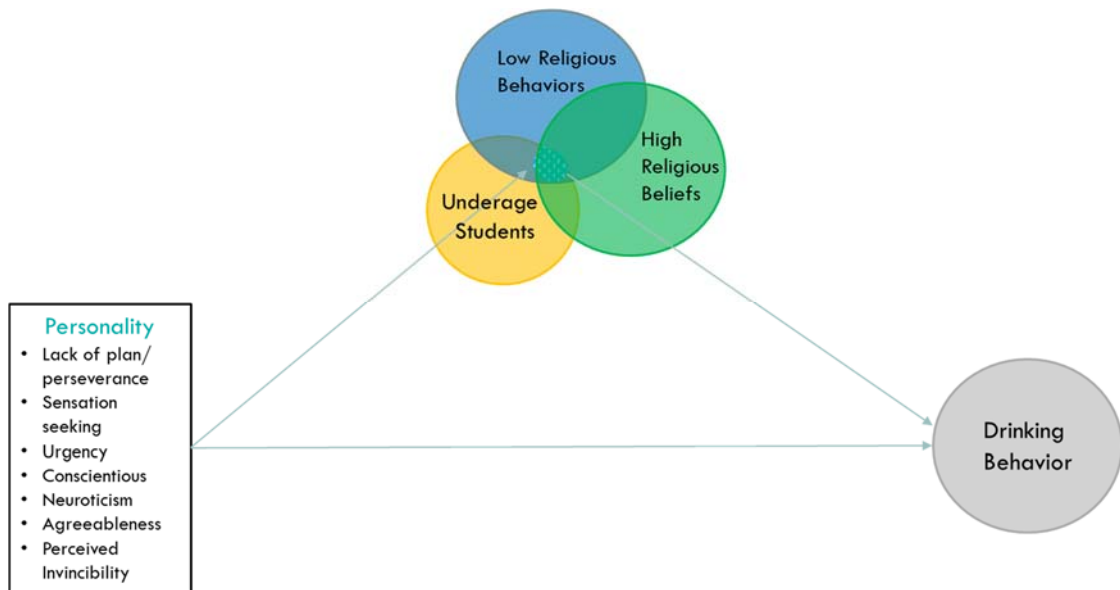 Low Religious
Behaviors
High
Religious
Beliefs
Underage
Students
Personality
• Lack of plan/
perseverance
• Sensation
seeking
• Urgency
• Conscientious
• Neuroticism
• Agreeableness
• Perceived
Invincibility
Drinking
Behavior